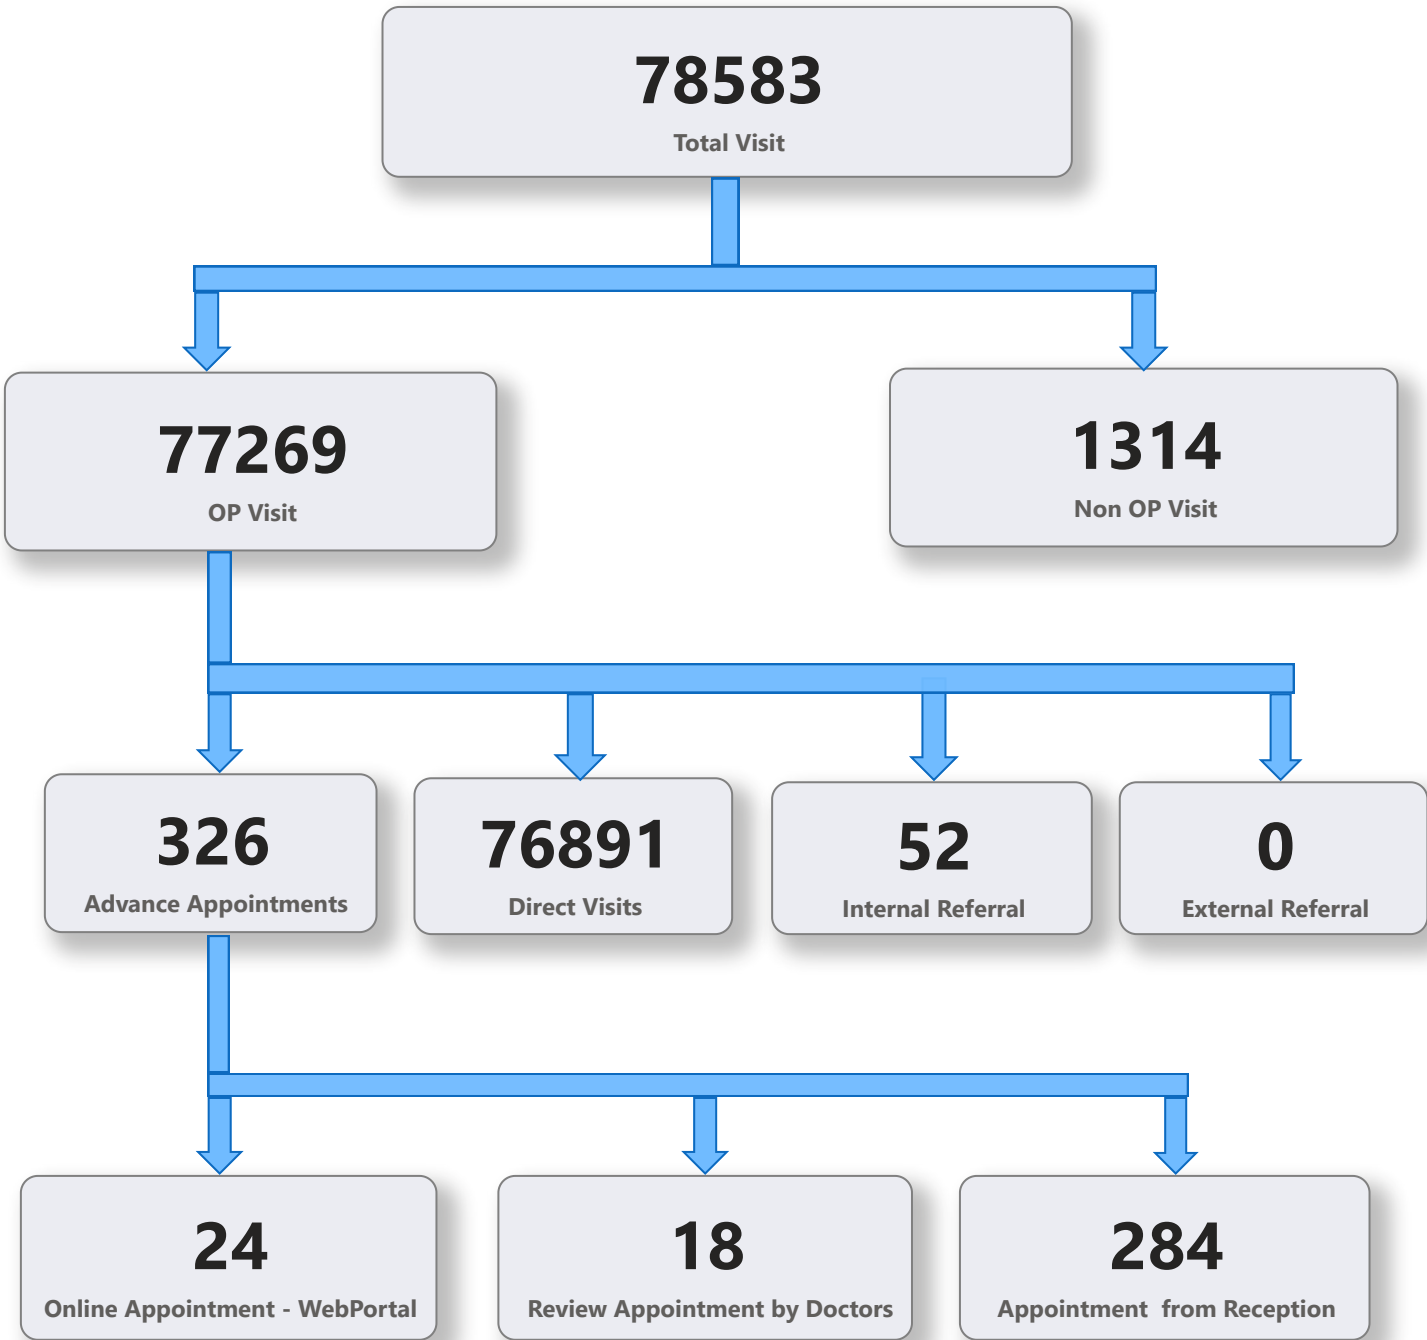 78583
Total Visit
77269
OP Visit
1314
Non OP Visit
326
Advance Appointments
76891
Direct Visits
52
Internal Referral
0
External Referral
24
Online Appointment - WebPortal
18
Review Appointment by Doctors
284
Appointment  from Reception